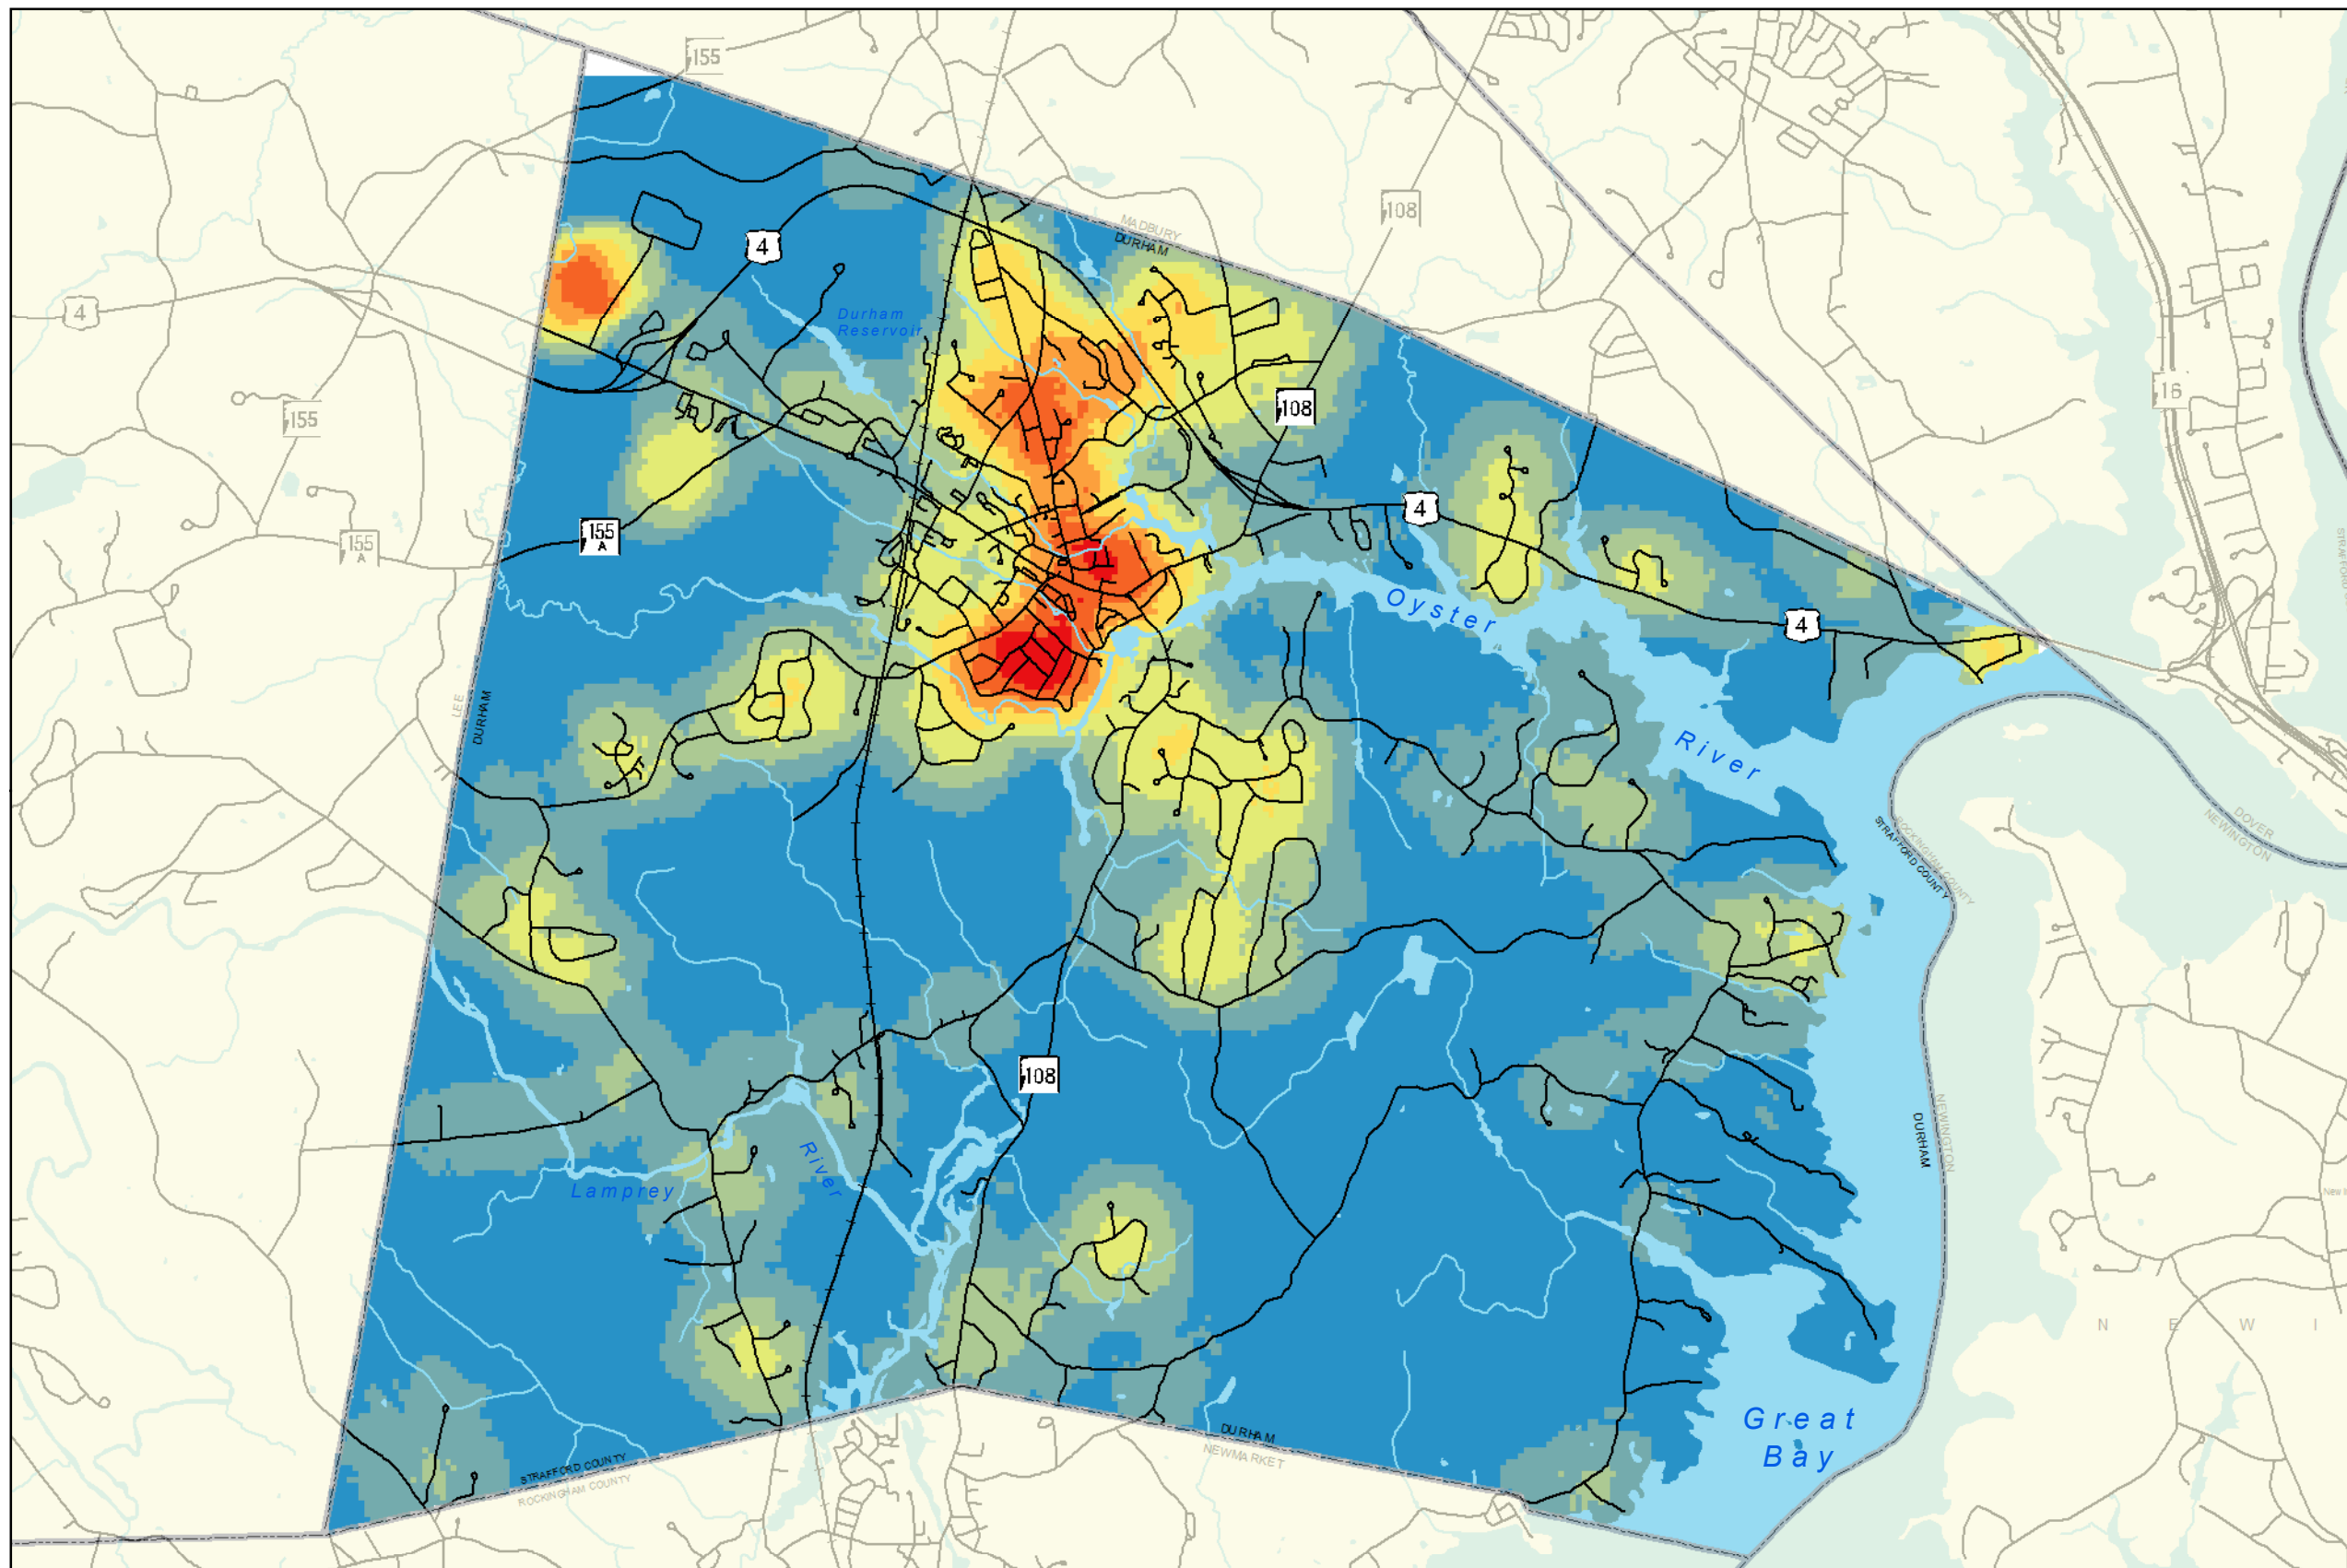 155
108
MADBURY
DURHAM
4
4
Durham
Reservoir
16
155
108
4
155
A
155
A
Oyster
4
LEE
DURHAM
River
DOVER
NEWINGTON
ROCKINGHAM COUNTY
STRAFFORD COUNTY
108
NEWINGTON
DURHAM
River
Lamprey
N E W I
Great
Bay
DURHAM
NEWMARKET
STRAFFORD COUNTY
ROCKINGHAM COUNTY